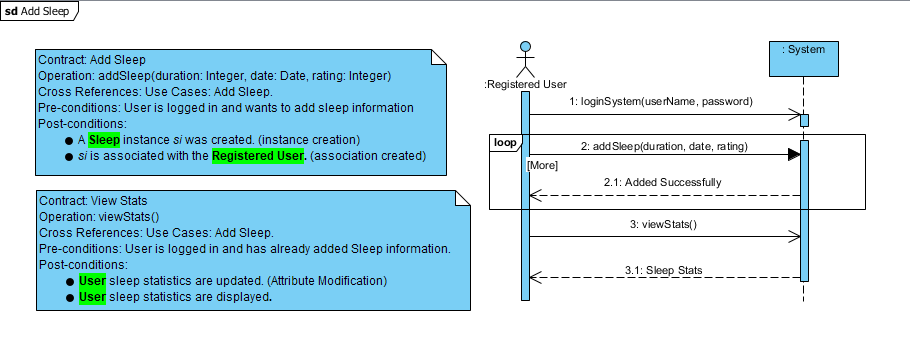 sd Add Sleep
Contract: Add Sleep
Operation: addSleep(duration: Integer, date: Date, rating: Integer)
Cross References: Use Cases: Add Sleep.
Pre-conditions: User is logged in and wants to add sleep information
Post-conditions:
● A Sleep instance si was created. (instance creation)
● si is associated with the Registered User. (association created)
Contract: View Stats
Operation: viewStats()
Cross References: Use Cases: Add Sleep.
Pre-conditions: User is logged in and has already added Sleep information.
Post-conditions:
● User sleep statistics are updated. (Attribute Modification)
● User sleep statistics are displayed.
:Registered User
: System
1: loginSystem(userName, password)
loop
2: addSleep(duration, date, rating)
[More]
2.1: Added Successfully
3: viewStats()
3.1: Sleep Stats